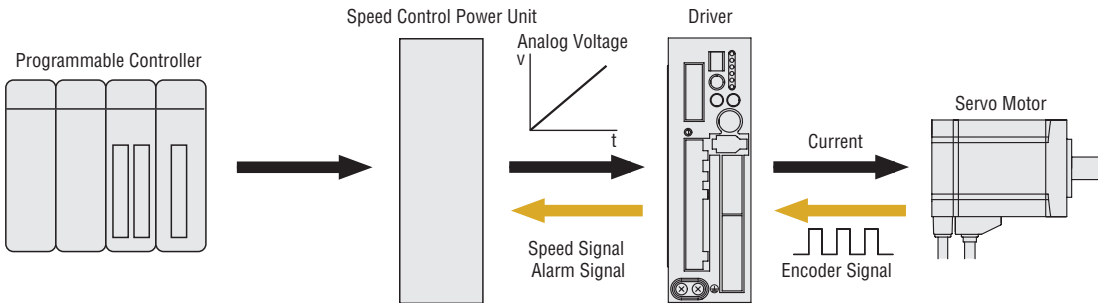 Speed Control Power Unit
Driver
Programmable Controller
Analog Voltage
v
t
Servo Motor
Current
Speed Signal
Alarm Signal
Encoder Signal